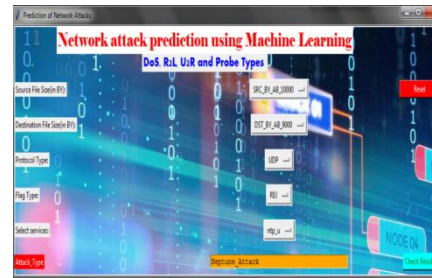 Prediction of Network Attacks
Network attack prediction using Machine Learning
DoS, R2L, U2R and Probe Types
Source File Size(in BY):
SRC_BY_AB_10000
Reset
Destination File Size(in BY):
DST_BY_AB_9000
Protocol Type:
UDP
Flag Type:
REJ
Select services:
ntp_u
NODE 04
Attack_Type
Neptune_Attack
Check Result